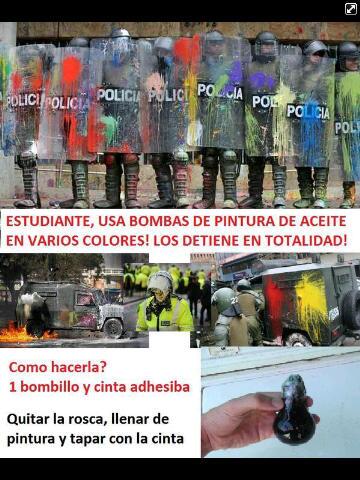 POLICIA POLICIA POLICIA POLICIA POLICIA POLICIA
ESTUDIANTE, USA BOMBAS DE PINTURA DE ACEITE
EN VARIOS COLORES! LOS DETIENE EN TOTALIDAD!
Como hacerla?
1 bombillo y cinta adhesiba
Quitar la rosca, llenar de
pintura y tapar con la cinta